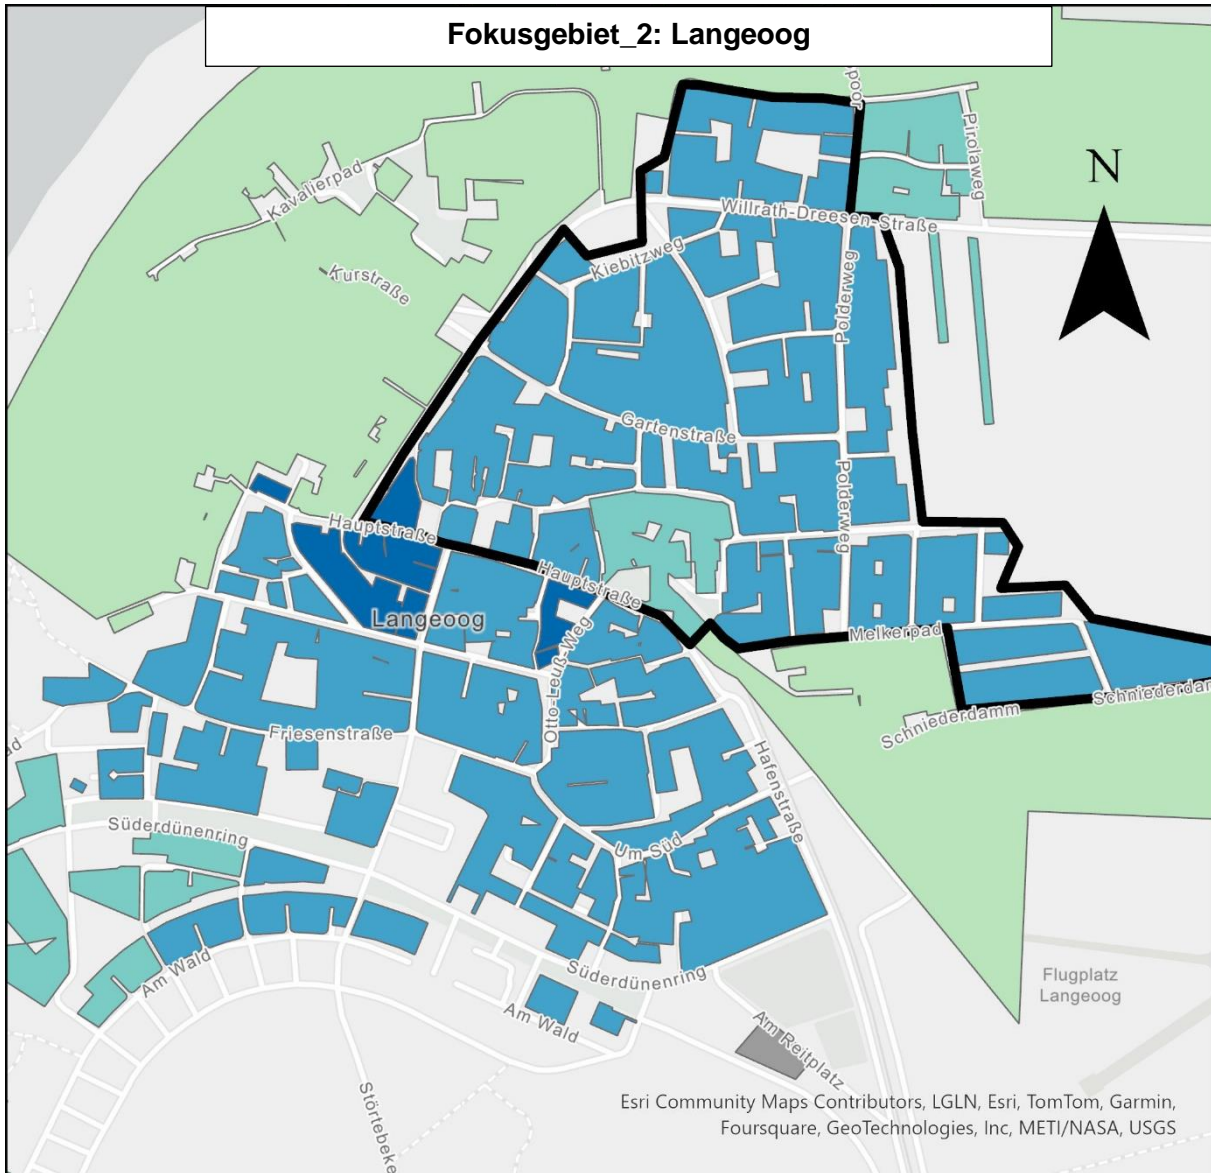 Fokusgebiet_2: Langeoog
poor
Pirolaweg
N
Kavalierpad
Willrath-Dreesen-Straße
Kiebitzweg
Kurstraße
Polderweg
Gartenstraße
Polderweg
Hauptstraße
Hauptstraße
Langeoog
Melkerpad
Otto-Leuß-Weg
Schniederdamm
Schniederdam
Friesenstraße
ad
Hafenstraße
Süderdünenring
Um Süd
Am Wald
Süderdünenring
Flugplatz
Langeoog
Am Wald
Am Reitplatz
Störtebeke
Esri Community Maps Contributors, LGLN, Esri, TomTom, Garmin,
Foursquare, GeoTechnologies, Inc, METI/NASA, USGS